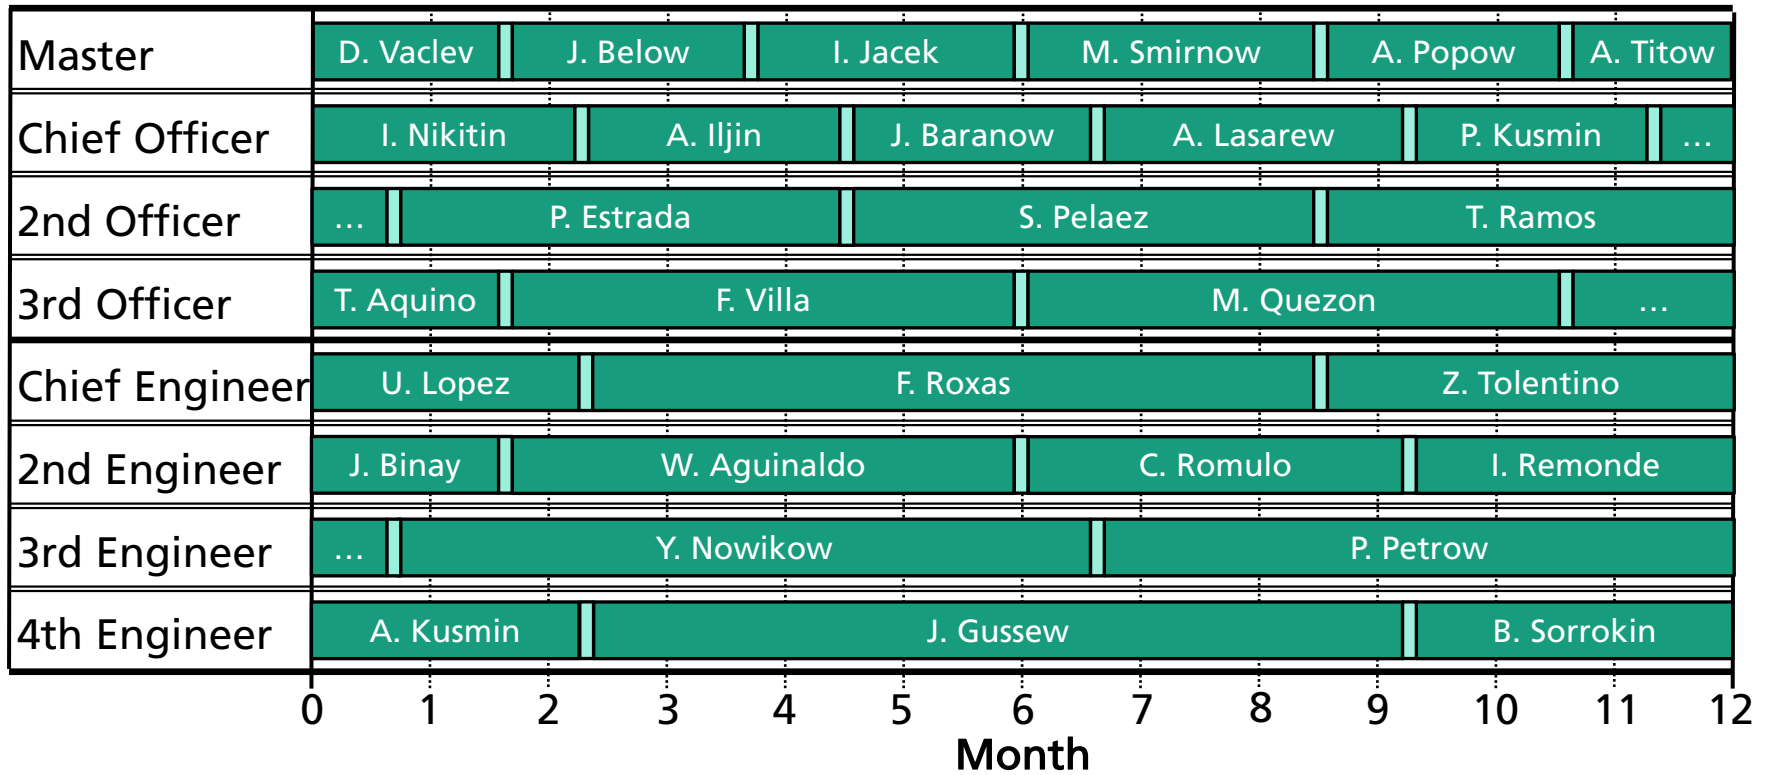 Master D. Vaclev J. Below I. Jacek M. Smirnow A. Popow A. Titow
Chief Officer I. Nikitin A. Iljin J. Baranow A. Lasarew P. Kusmin ...
2nd Officer ... P. Estrada S. Pelaez T. Ramos
3rd Officer T. Aquino F. Villa M. Quezon ...
Chief Engineer U. Lopez F. Roxas Z. Tolentino
2nd Engineer J. Binay W. Aguinaldo C. Romulo I. Remonde
3rd Engineer ... Y. Nowikow P. Petrow
4th Engineer A. Kusmin J. Gussew B. Sorrokin
0 1 2 3 4 5 6 7 8 9 10 11 12
Month